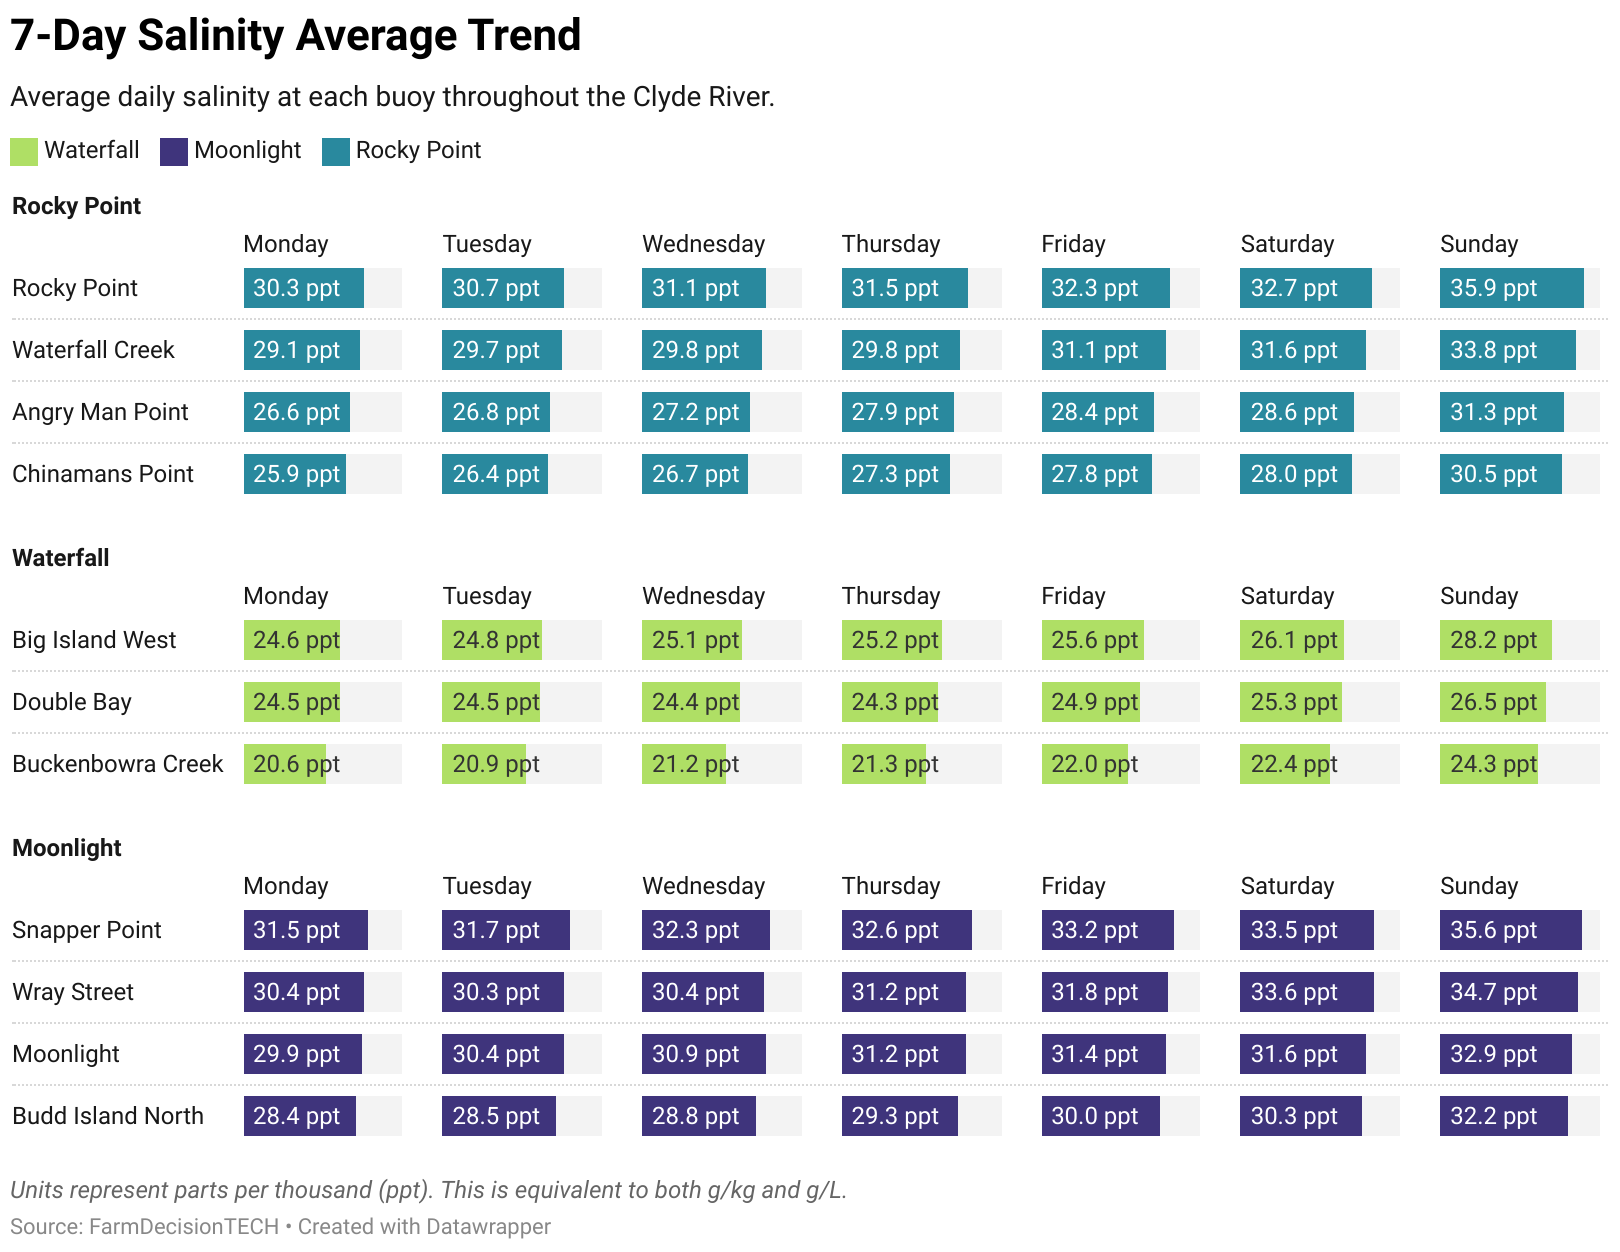 7-Day Salinity Average Trend
Average daily salinity at each buoy throughout the Clyde River.
Waterfall Moonlight Rocky Point
Rocky Point
Monday Tuesday Wednesday Thursday Friday Saturday Sunday
Rocky Point 30.3 ppt 30.7 ppt 31.1 ppt 31.5 ppt 32.3 ppt 32.7 ppt 35.9 ppt
Waterfall Creek 29.1 ppt 29.7 ppt 29.8 ppt 29.8 ppt 31.1 ppt 31.6 ppt 33.8 ppt
Angry Man Point 26.6 ppt 26.8 ppt 27.2 ppt 27.9 ppt 28.4 ppt 28.6 ppt 31.3 ppt
Chinamans Point 25.9 ppt 26.4 ppt 26.7 ppt 27.3 ppt 27.8 ppt 28.0 ppt 30.5 ppt
Waterfall
Monday Tuesday Wednesday Thursday Friday Saturday Sunday
Big Island West 24.6 ppt 24.8 ppt 25.1 ppt 25.2 ppt 25.6 ppt 26.1 ppt 28.2 ppt
Double Bay 24.5 ppt 24.5 ppt 24.4 ppt 24.3 ppt 24.9 ppt 25.3 ppt 26.5 ppt
Buckenbowra Creek 20.6 ppt 20.9 ppt 21.2 ppt 21.3 ppt 22.0 ppt 22.4 ppt 24.3 ppt
Moonlight
Monday Tuesday Wednesday Thursday Friday Saturday Sunday
Snapper Point 31.5 ppt 31.7 ppt 32.3 ppt 32.6 ppt 33.2 ppt 33.5 ppt 35.6 ppt
Wray Street 30.4 ppt 30.3 ppt 30.4 ppt 31.2 ppt 31.8 ppt 33.6 ppt 34.7 ppt
Moonlight 29.9 ppt 30.4 ppt 30.9 ppt 31.2 ppt 31.4 ppt 31.6 ppt 32.9 ppt
Budd Island North 28.4 ppt 28.5 ppt 28.8 ppt 29.3 ppt 30.0 ppt 30.3 ppt 32.2 ppt
Units represent parts per thousand (ppt). This is equivalent to both g/kg and g/L.
Source: FarmDecisionTECH • Created with Datawrapper